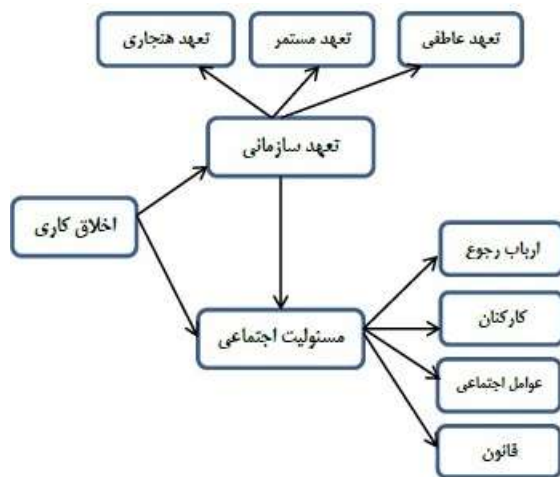 تعهد عاطفی
تعهد مستمر
تعهد هنجاری
تعهد سازمانی
اخلاق کاری
ارباب رجوع
کارکنان
مسئولیت اجتماعی
عوامل اجتماعی
قانون